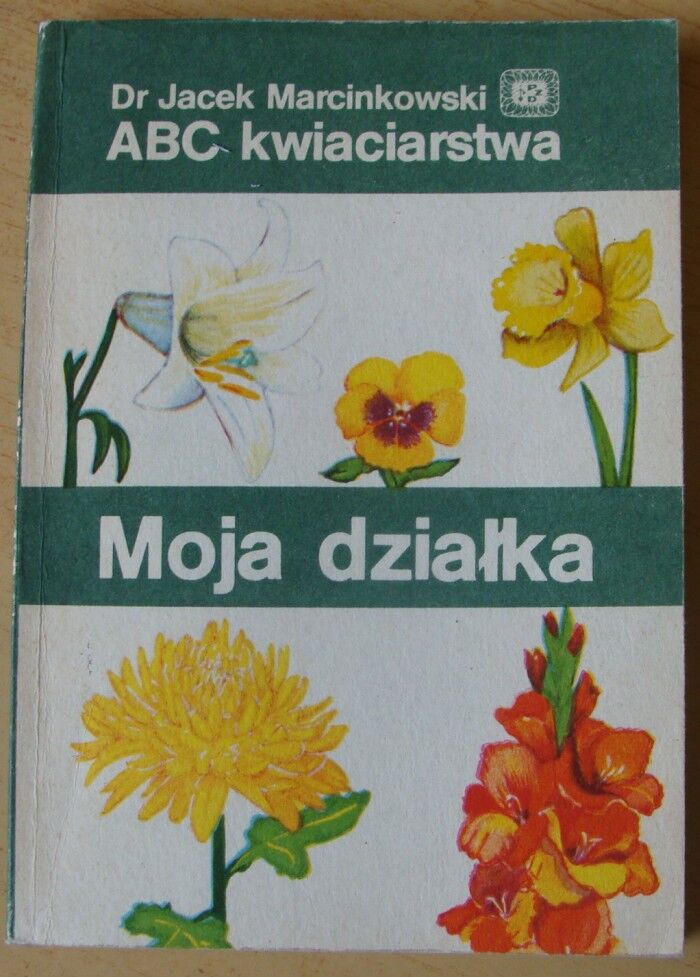 Dr Jacek Marcinkowski
ABC kwiaciarstwa
Moja działka